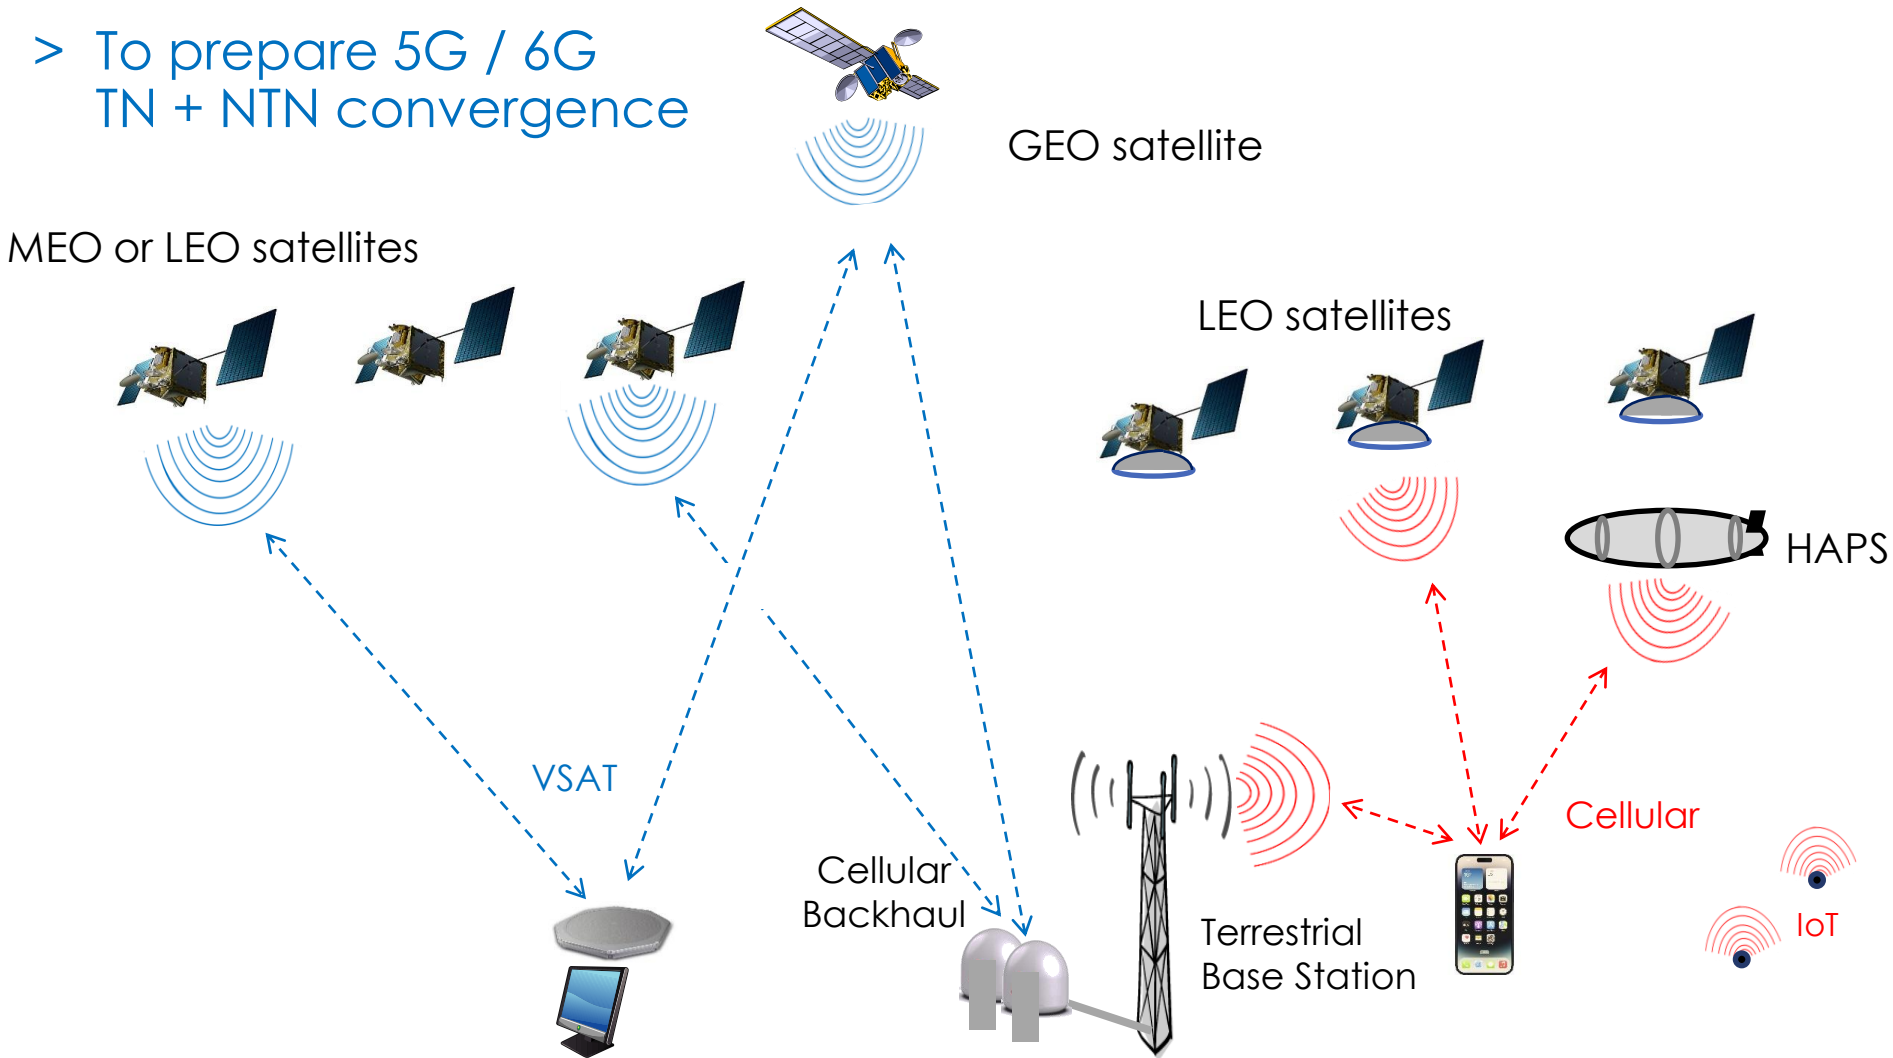 > To prepare 5G / 6G
TN + NTN convergence
GEO satellite
MEO or LEO satellites
LEO satellites
HAPS
VSAT
Cellular
Cellular
Backhaul
Terrestrial
Base Station
IoT